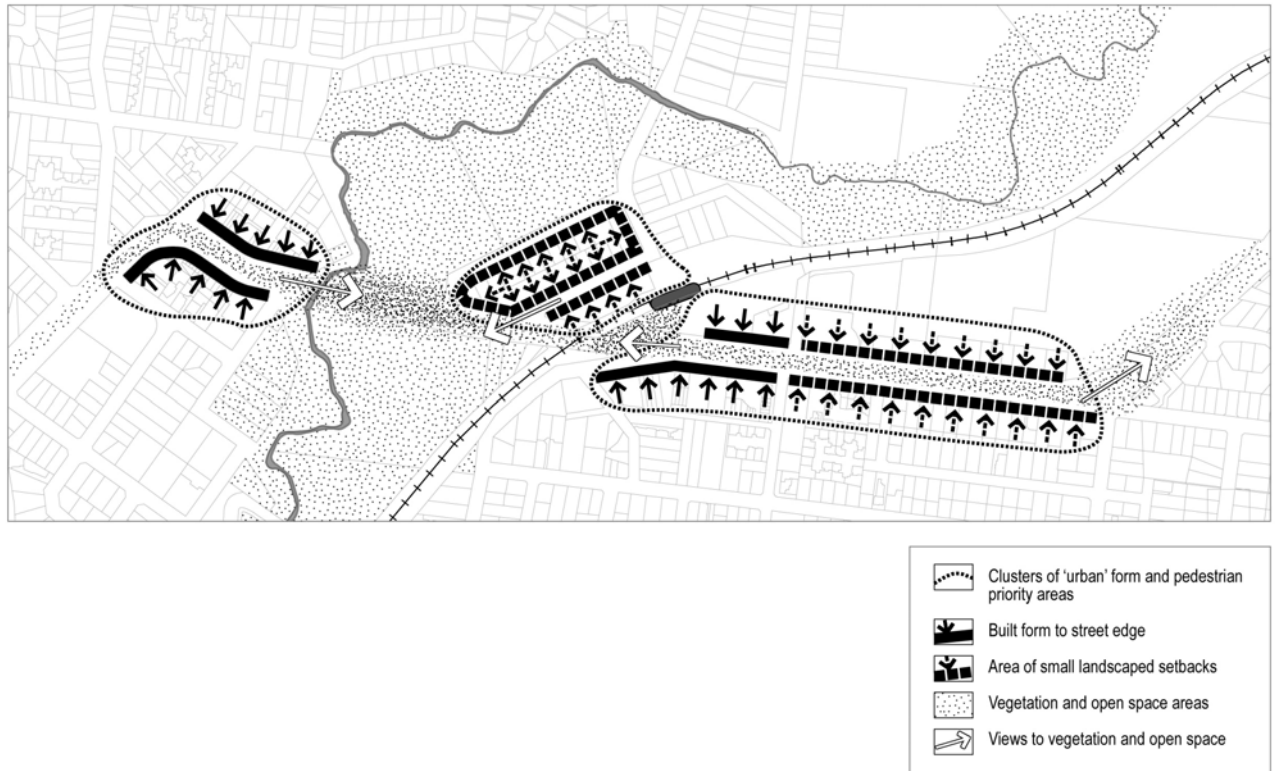 Clusters of ‘urban’ form and pedestrian
priority areas
Built form to street edge
Area of small landscaped setbacks
Vegetation and open space areas
Views to vegetation and open space